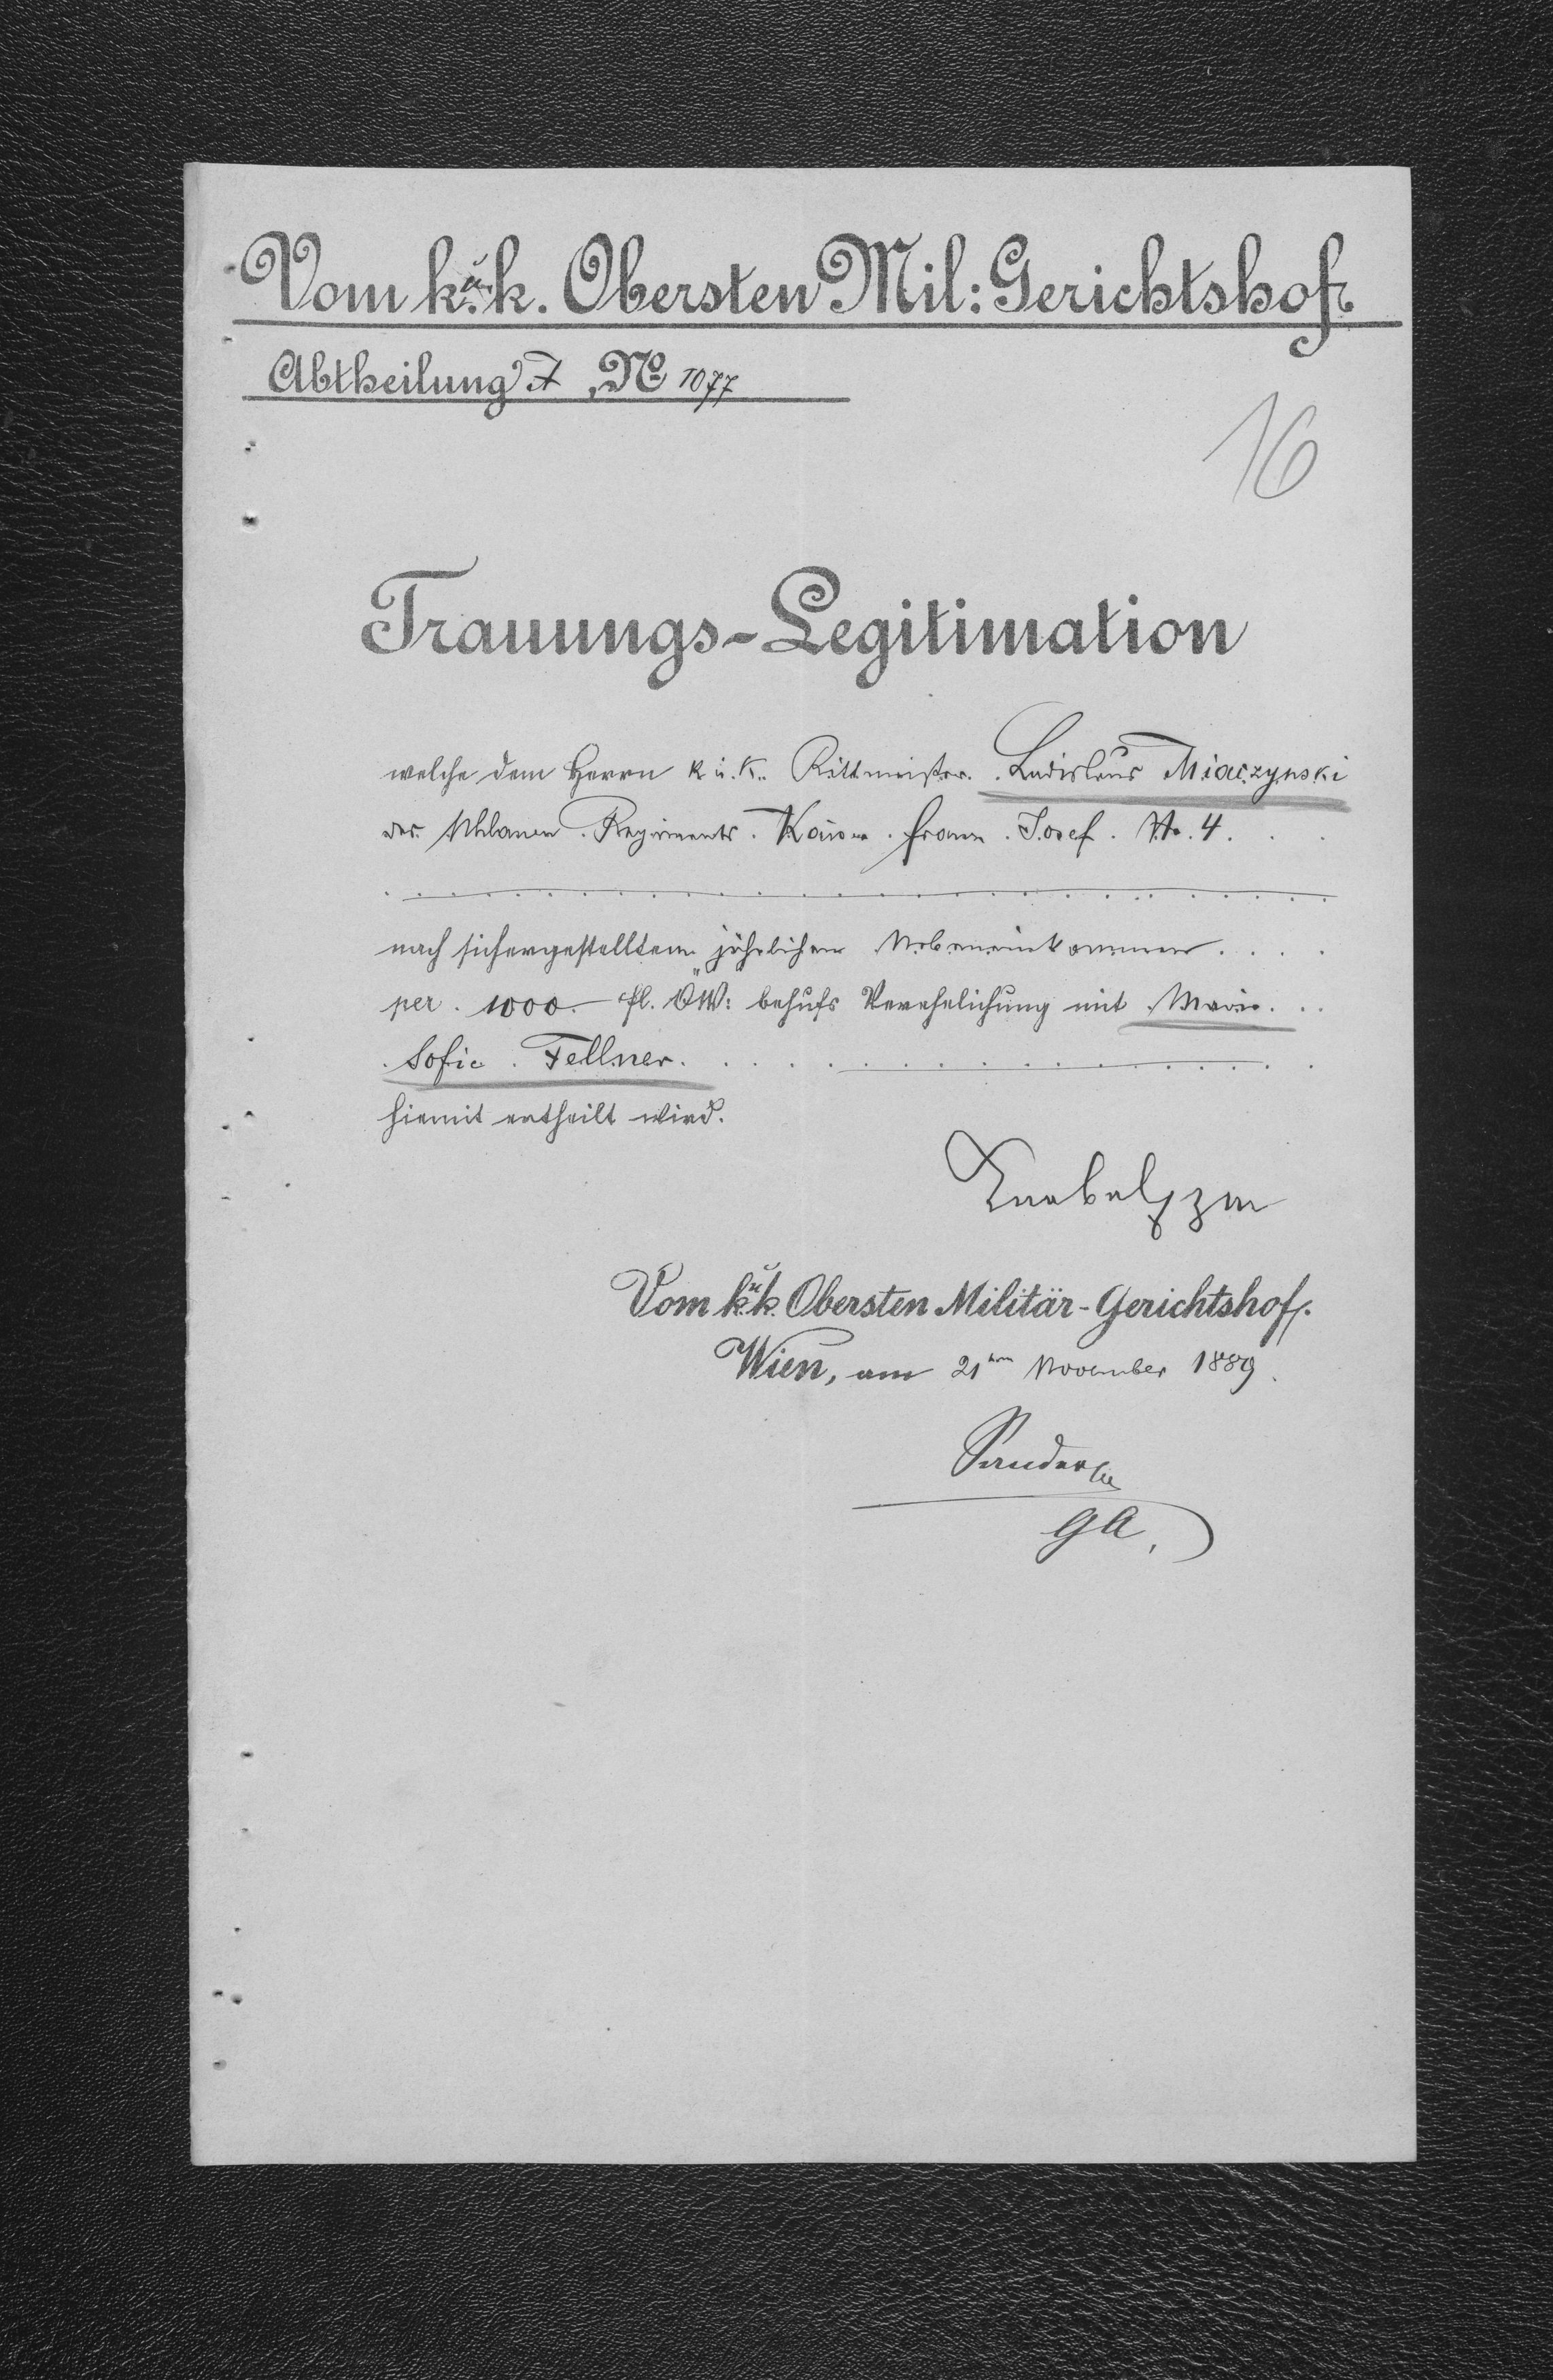 Vom k. u. k. Obersten Mil: Gerichtshof.
Abtheilung A, No 1077
16
Trauungs-Legitimation
welche dem Herrn k. u. k. Rittmeister Ladislaus Miaczynski
des Uhlanen Regiments Kaiser Franz Josef No. 4.
nach sichergestelltem jährlichen Nebeneinkommen
per 1000 fl. ÖW: behufs Verehelichung mit Marie
Sofie Fellner.
hiemit ertheilt wird.
Vom k. u. k. Obersten Militär-Gerichtshof.
Wien, am 21ten November 1889.